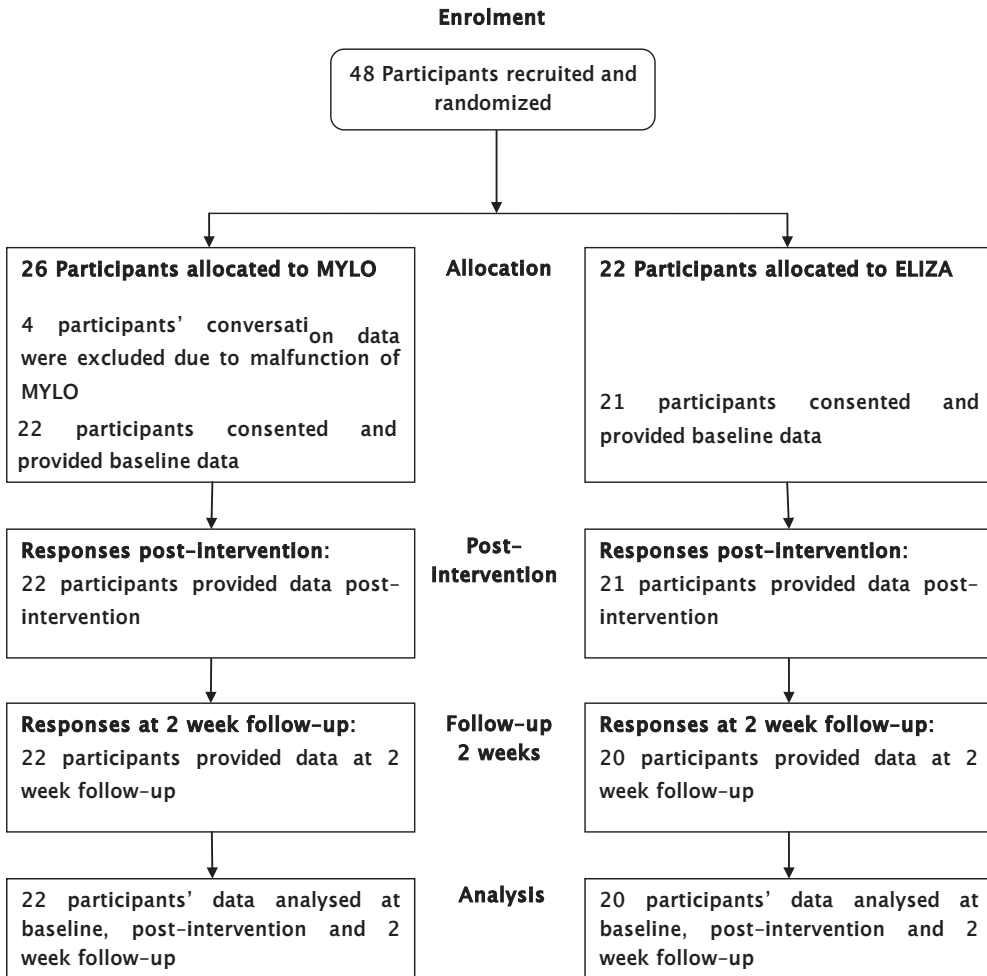 Enrolment
48 Participants recruited and
randomized
26 Participants allocated to MYLO
4 participants’ conversation data
were excluded due to malfunction of
MYLO
22 participants consented and
provided baseline data
Allocation
22 Participants allocated to ELIZA
21 participants consented and
provided baseline data
Responses post-intervention:
22 participants provided data post-
intervention
Post-
intervention
Responses post-intervention:
21 participants provided data post-
intervention
Responses at 2 week follow-up:
22 participants provided data at 2
week follow-up
Follow-up
2 weeks
Responses at 2 week follow-up:
20 participants provided data at 2
week follow-up
22 participants’ data analysed at
baseline, post-intervention and 2
week follow-up
Analysis
20 participants’ data analysed at
baseline, post-intervention and 2
week follow-up